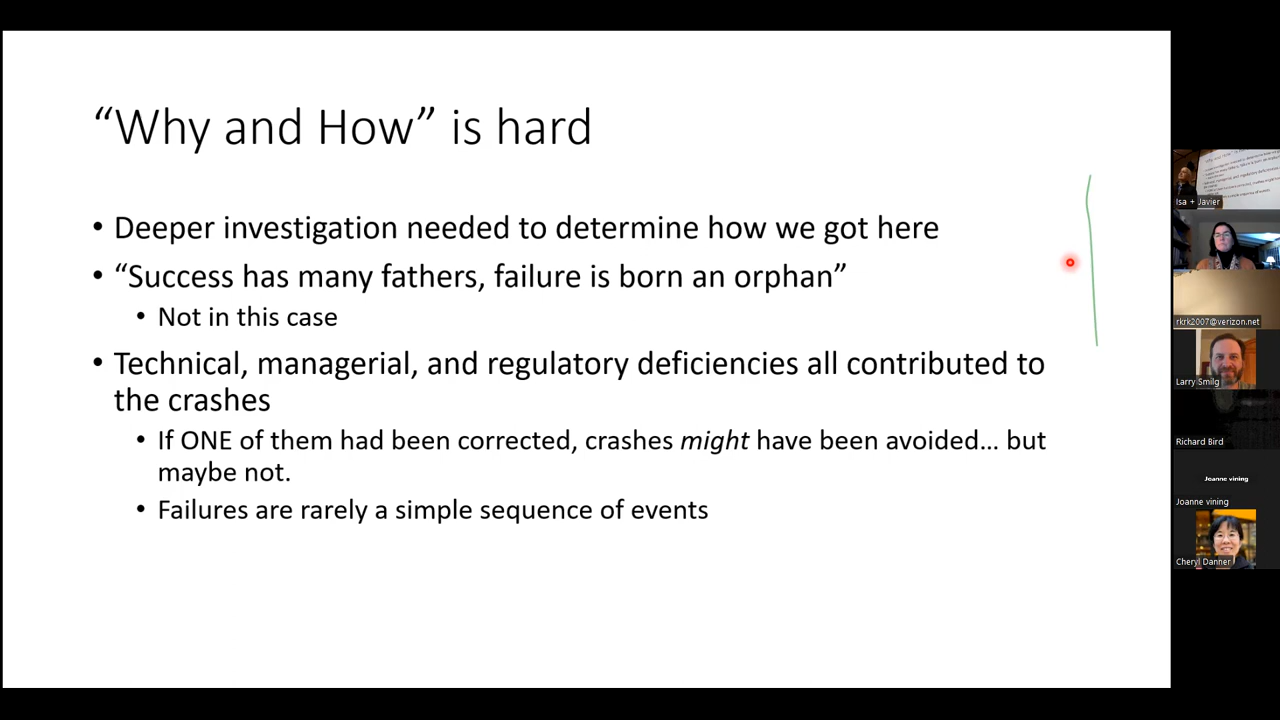 “Why and How” is hard
• Deeper investigation needed to determine how we got here
• “Success has many fathers, failure is born an orphan”
• Not in this case
• Technical, managerial, and regulatory deficiencies all contributed to
the crashes
• If ONE of them had been corrected, crashes might have been avoided… but
maybe not.
• Failures are rarely a simple sequence of events
Isa + Javier
rkrk2007@verizon.net
Larry Smilg
Richard Bird
Joanne vining
Joanne vining
Cheryl Danner